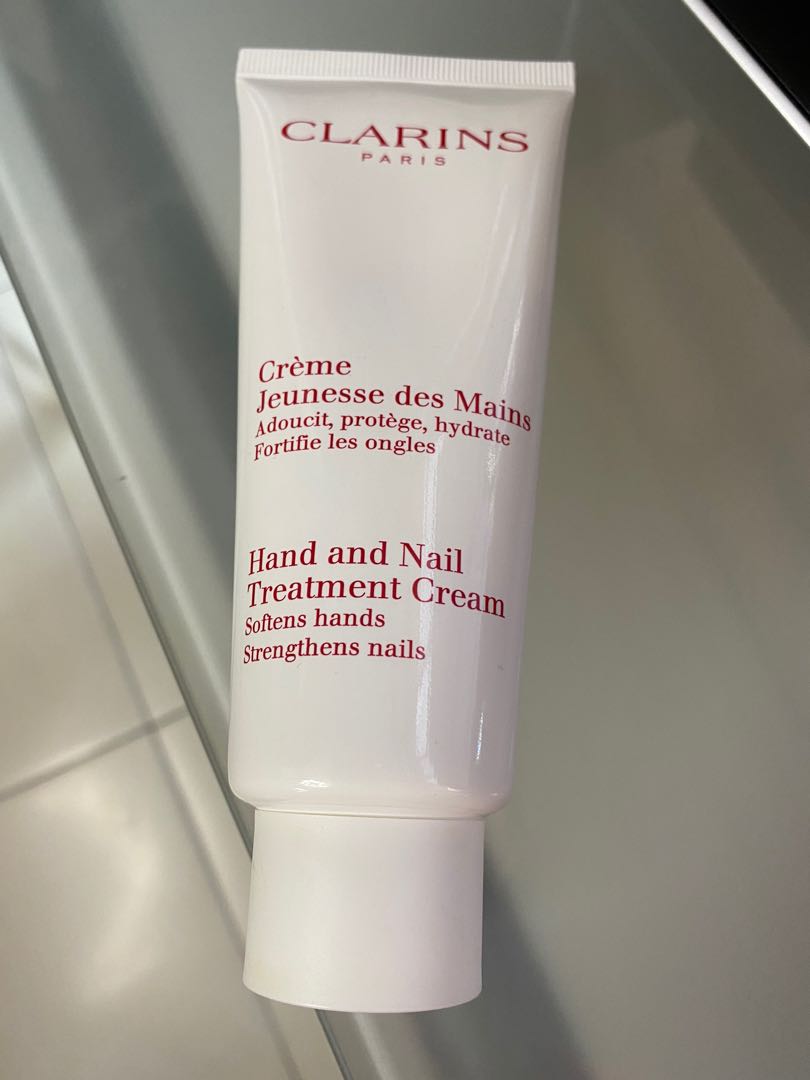 CLARINS
PARIS
Crème
Jeunesse des Mains
Adoucit, protège, hydrate
Fortifie les ongles
Hand and Nail
Treatment Cream
Softens hands
Strengthens nails